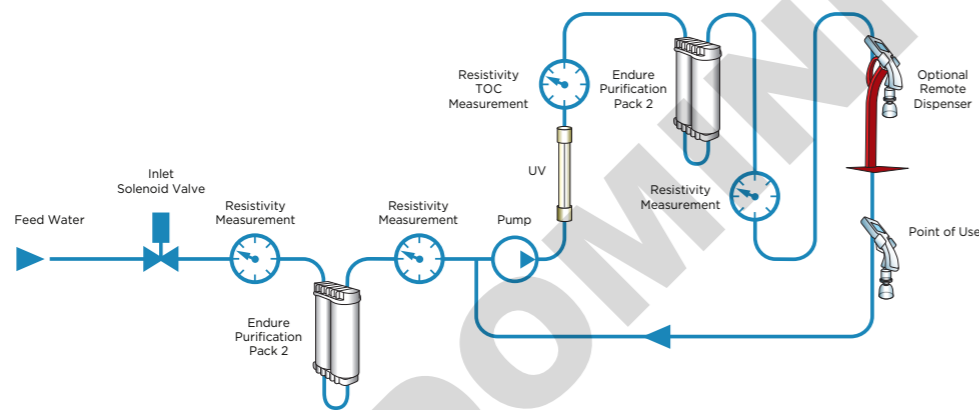 Feed Water
Inlet
Solenoid Valve
Resistivity
Measurement
Endure
Purification
Pack 2
Resistivity
Measurement
Pump
UV
Resistivity
TOC
Measurement
Endure
Purification
Pack 2
Resistivity
Measurement
Optional
Remote
Dispenser
Point of Use
DOMINI